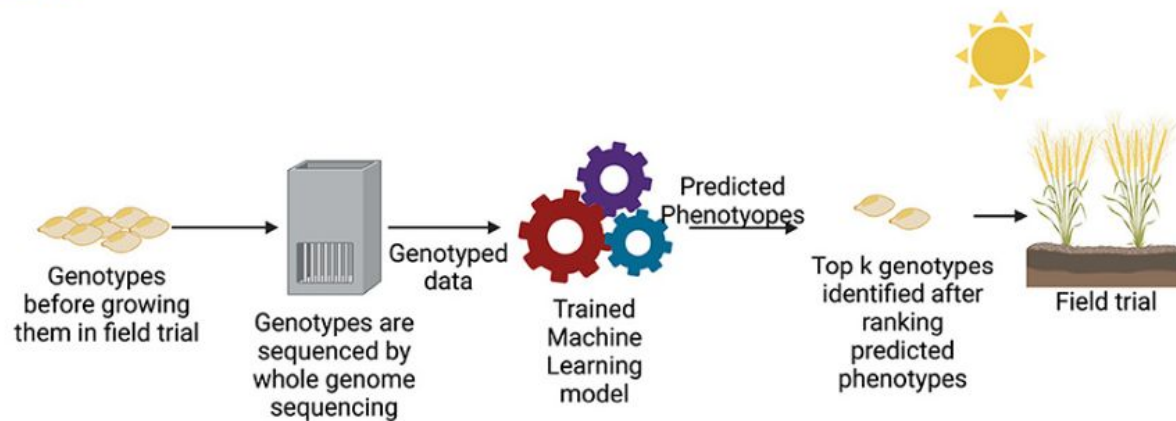 Genotypes
before growing
them in field trial
Genotypes are
sequenced by
whole genome
sequencing
Genotyped
data
Trained
Machine
Learning
model
Predicted
Phenotyopes
Top k genotypes
identified after
ranking
predicted
phenotypes
Field trial